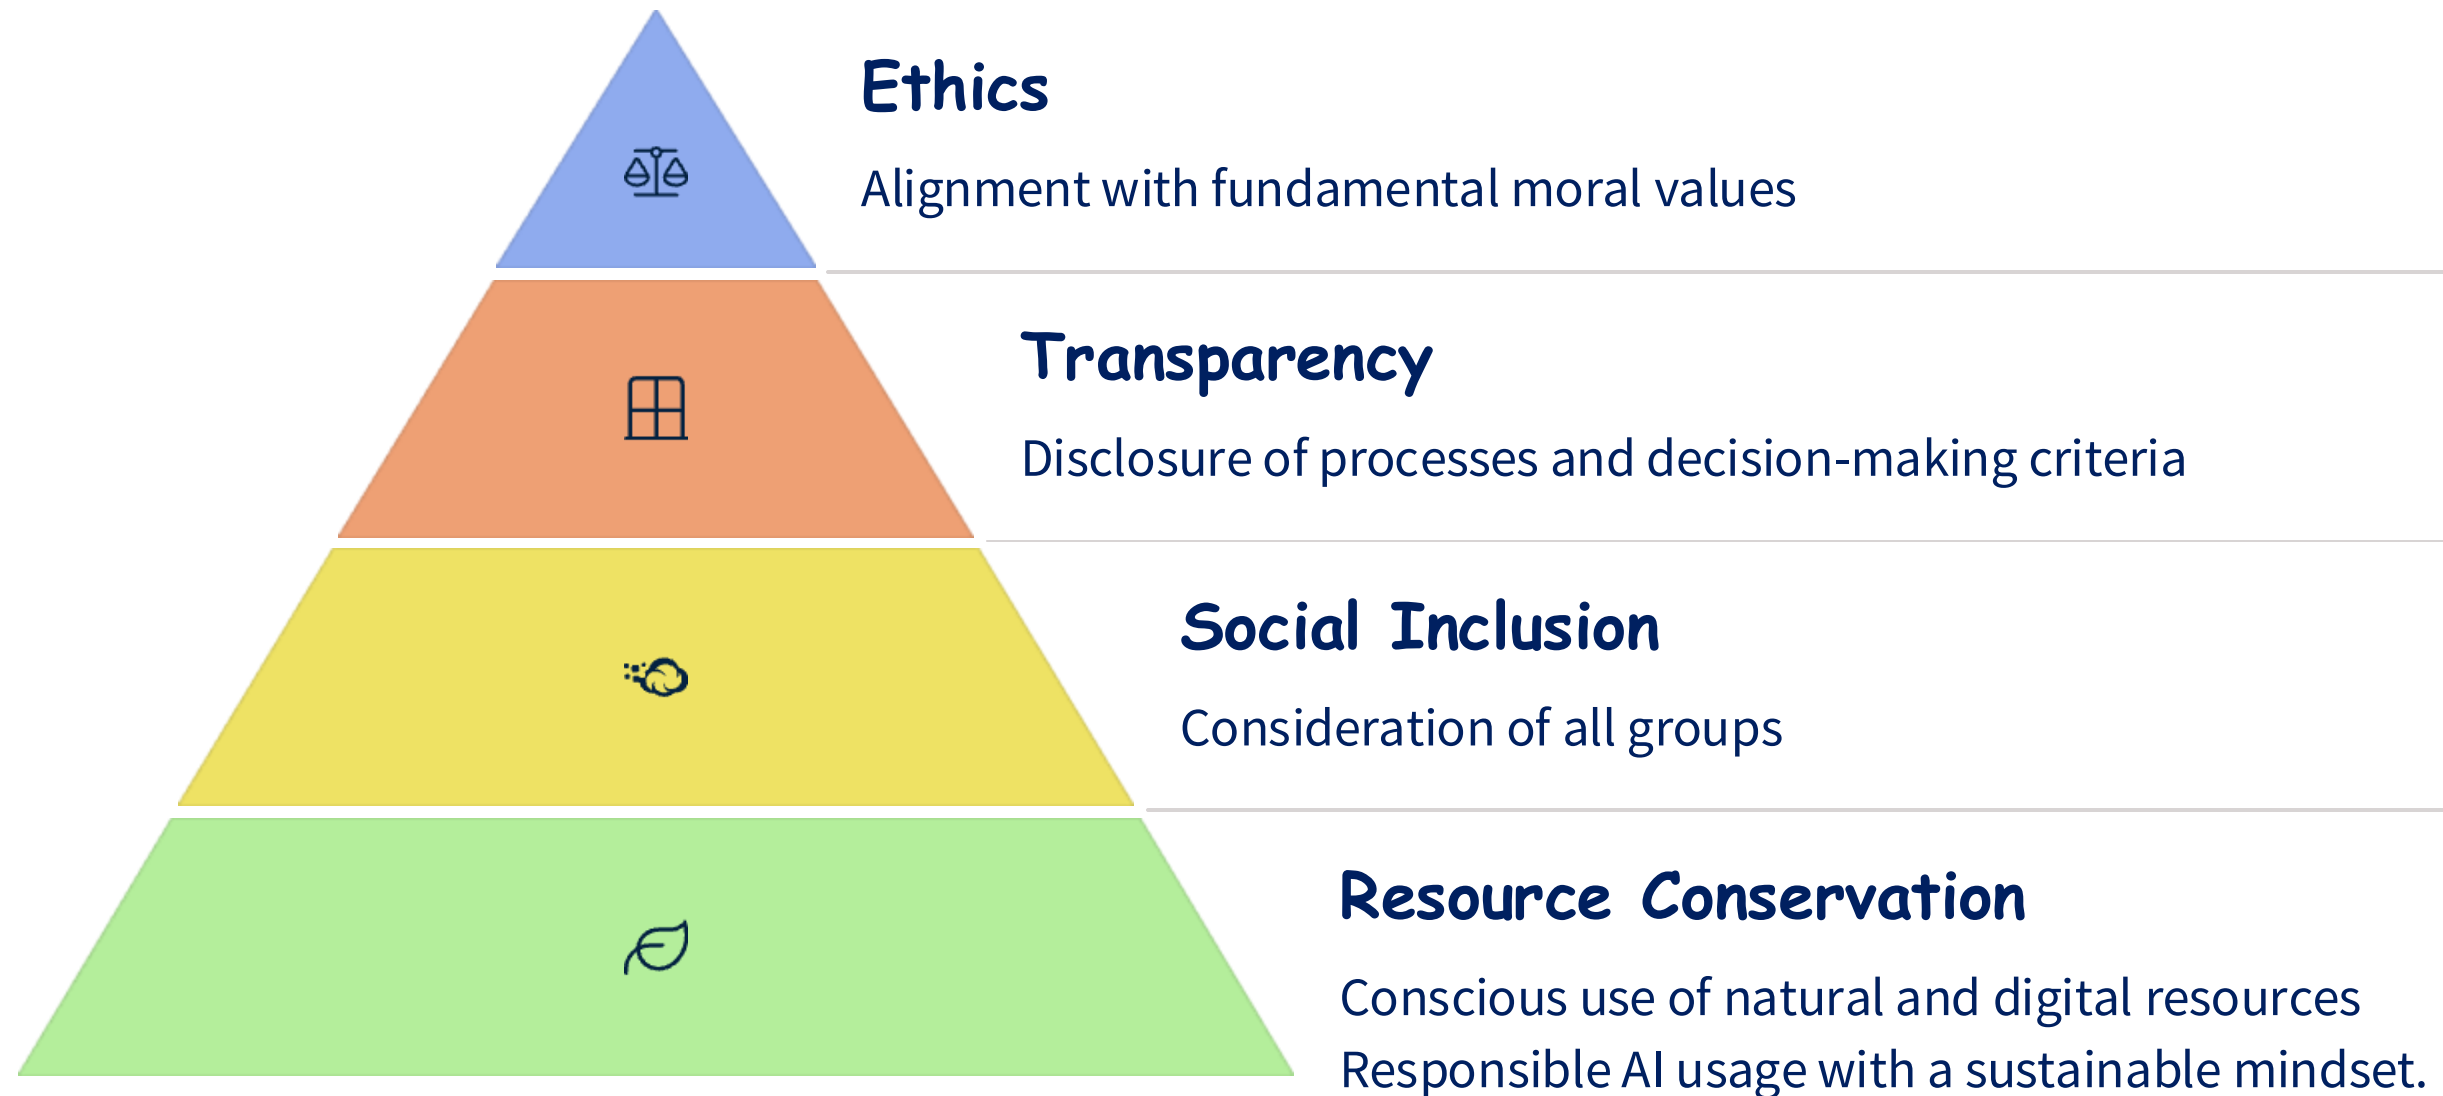 Ethics
Alignment with fundamental moral values
Transparency
Disclosure of processes and decision-making criteria
Social Inclusion
Consideration of all groups
Resource Conservation
Conscious use of natural and digital resources
Responsible AI usage with a sustainable mindset.